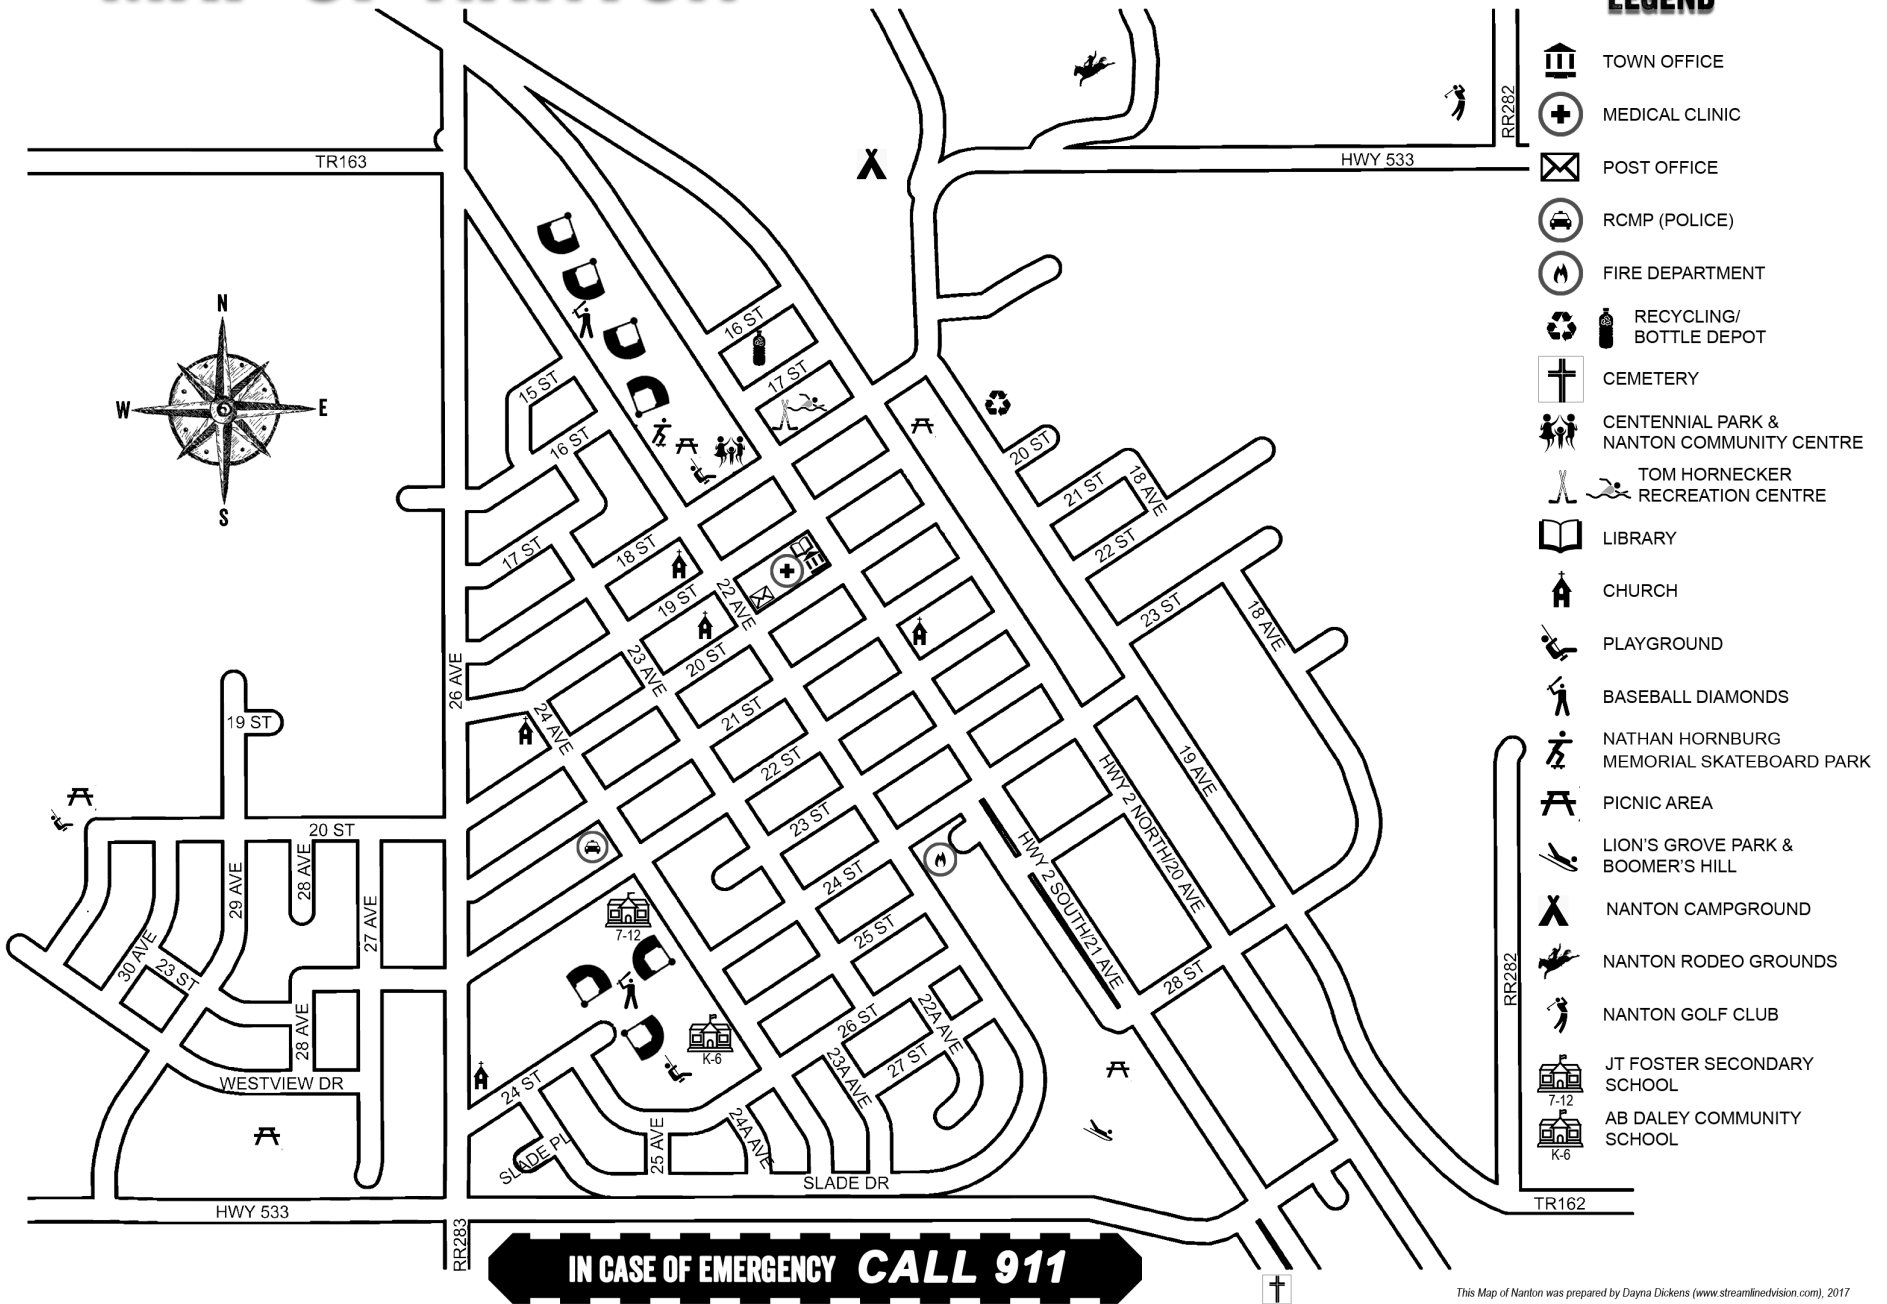 LEGEND
TOWN OFFICE
MEDICAL CLINIC
POST OFFICE
RCMP (POLICE)
FIRE DEPARTMENT
RECYCLING/
BOTTLE DEPOT
CEMETERY
CENTENNIAL PARK &
NANTON COMMUNITY CENTRE
TOM HORNECKER
RECREATION CENTRE
LIBRARY
CHURCH
PLAYGROUND
BASEBALL DIAMONDS
NATHAN HORNBURG
MEMORIAL SKATEBOARD PARK
PICNIC AREA
LION'S GROVE PARK &
BOOMER'S HILL
NANTON CAMPGROUND
NANTON RODEO GROUNDS
NANTON GOLF CLUB
JT FOSTER SECONDARY
SCHOOL
7-12
AB DALEY COMMUNITY
SCHOOL
K-6
TR163
HWY 533
RR282
N
W
E
S
16 ST
17 ST
15 ST
16 ST
17 ST
18 ST
19 ST
22 AVE
20 ST
23 AVE
24 AVE
21 ST
22 ST
23 ST
24 ST
25 ST
26 ST
27 ST
22A AVE
23A AVE
24A AVE
25 AVE
24 ST
SLADE PL
SLADE DR
20 ST
21 ST
18 AVE
22 ST
23 ST
18 AVE
19 AVE
HWY 2 NORTH/20 AVE
HWY 2 SOUTH/21 AVE
28 ST
26 AVE
19 ST
20 ST
29 AVE
28 AVE
27 AVE
30 AVE
23 ST
28 AVE
WESTVIEW DR
7-12
K-6
HWY 533
RR283
RR282
TR162
IN CASE OF EMERGENCY CALL 911
This Map of Nanton was prepared by Dayna Dickens (www.streamlinedvision.com), 2017